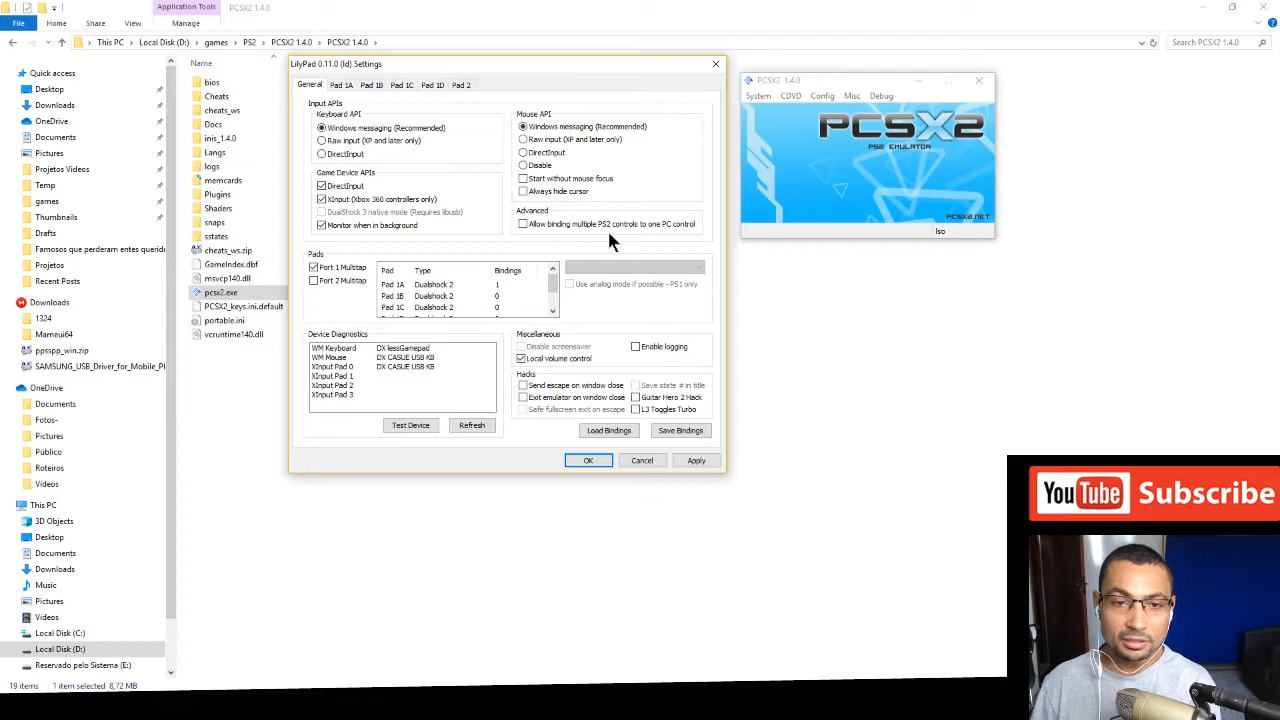 Application Tools
PCSX2 1.4.0
File
Home
Share
View
Manage
This PC
Local Disk (D:)
games
PS2
PCSX2 1.4.0
PCSX2 1.4.0
Search PCSX2 1.4.0
Quick access
Desktop
Downloads
OneDrive
Documents
Pictures
Projetos Videos
Temp
games
Thumbnails
Drafts
Famosos que perderam entes querid
Projetos
Recent Posts
Downloads
1324
Mameui64
ppsspp_win.zip
SAMSUNG_USB_Driver_for_Mobile_Ph
OneDrive
Documents
Fotos-
Pictures
Público
Roteiros
Vídeos
This PC
3D Objects
Desktop
Documents
Downloads
Music
Pictures
Videos
Local Disk (C:)
Local Disk (D:)
Reservado pelo Sistema (E:)
19 items
1 item selected 8,72 MB
Name
bios
Cheats
cheats_ws
Docs
inis_1.4.0
Langs
logs
memcards
Plugins
Shaders
snaps
sstates
cheats_ws.zip
GameIndex.dbf
msvcp140.dll
pcsx2.exe
PCSX2_keys.ini.default
portable.ini
vcruntime140.dll
LilyPad 0.11.0 (ld) Settings
General
Pad 1A
Pad 1B
Pad 1C
Pad 1D
Pad 2
Input APIs
Keyboard API
Windows messaging (Recommended)
Raw input (XP and later only)
DirectInput
Game Device APIs
DirectInput
XInput (Xbox 360 controllers only)
DualShock 3 native mode (Requires libusb)
Monitor when in background
Mouse API
Windows messaging (Recommended)
Raw input (XP and later only)
DirectInput
Disable
Start without mouse focus
Always hide cursor
Advanced
Allow binding multiple PS2 controls to one PC control
Pads
Port 1 Multitap
Port 2 Multitap
Pad Type Bindings
Pad 1A Dualshock 2 1
Pad 1B Dualshock 2 0
Pad 1C Dualshock 2 0
Use analog mode if possible - PS1 only
Device Diagnostics
WM Keyboard DX lessGamepad
WM Mouse DX CASUE USB KB
XInput Pad 0 DX CASUE USB KB
XInput Pad 1
XInput Pad 2
XInput Pad 3
Test Device
Refresh
Miscellaneous
Disable screensaver
Enable logging
Local volume control
Hacks
Send escape on window close
Save state # in title
Exit emulator on window close
Guitar Hero 2 Hack
Safe fullscreen exit on escape
L3 Toggles Turbo
Load Bindings
Save Bindings
OK
Cancel
Apply
PCSX2 1.4.0
System
CDVD
Config
Misc
Debug
PCSX2
PS2 EMULATOR
PCSX2.NET
Iso
YouTube Subscribe